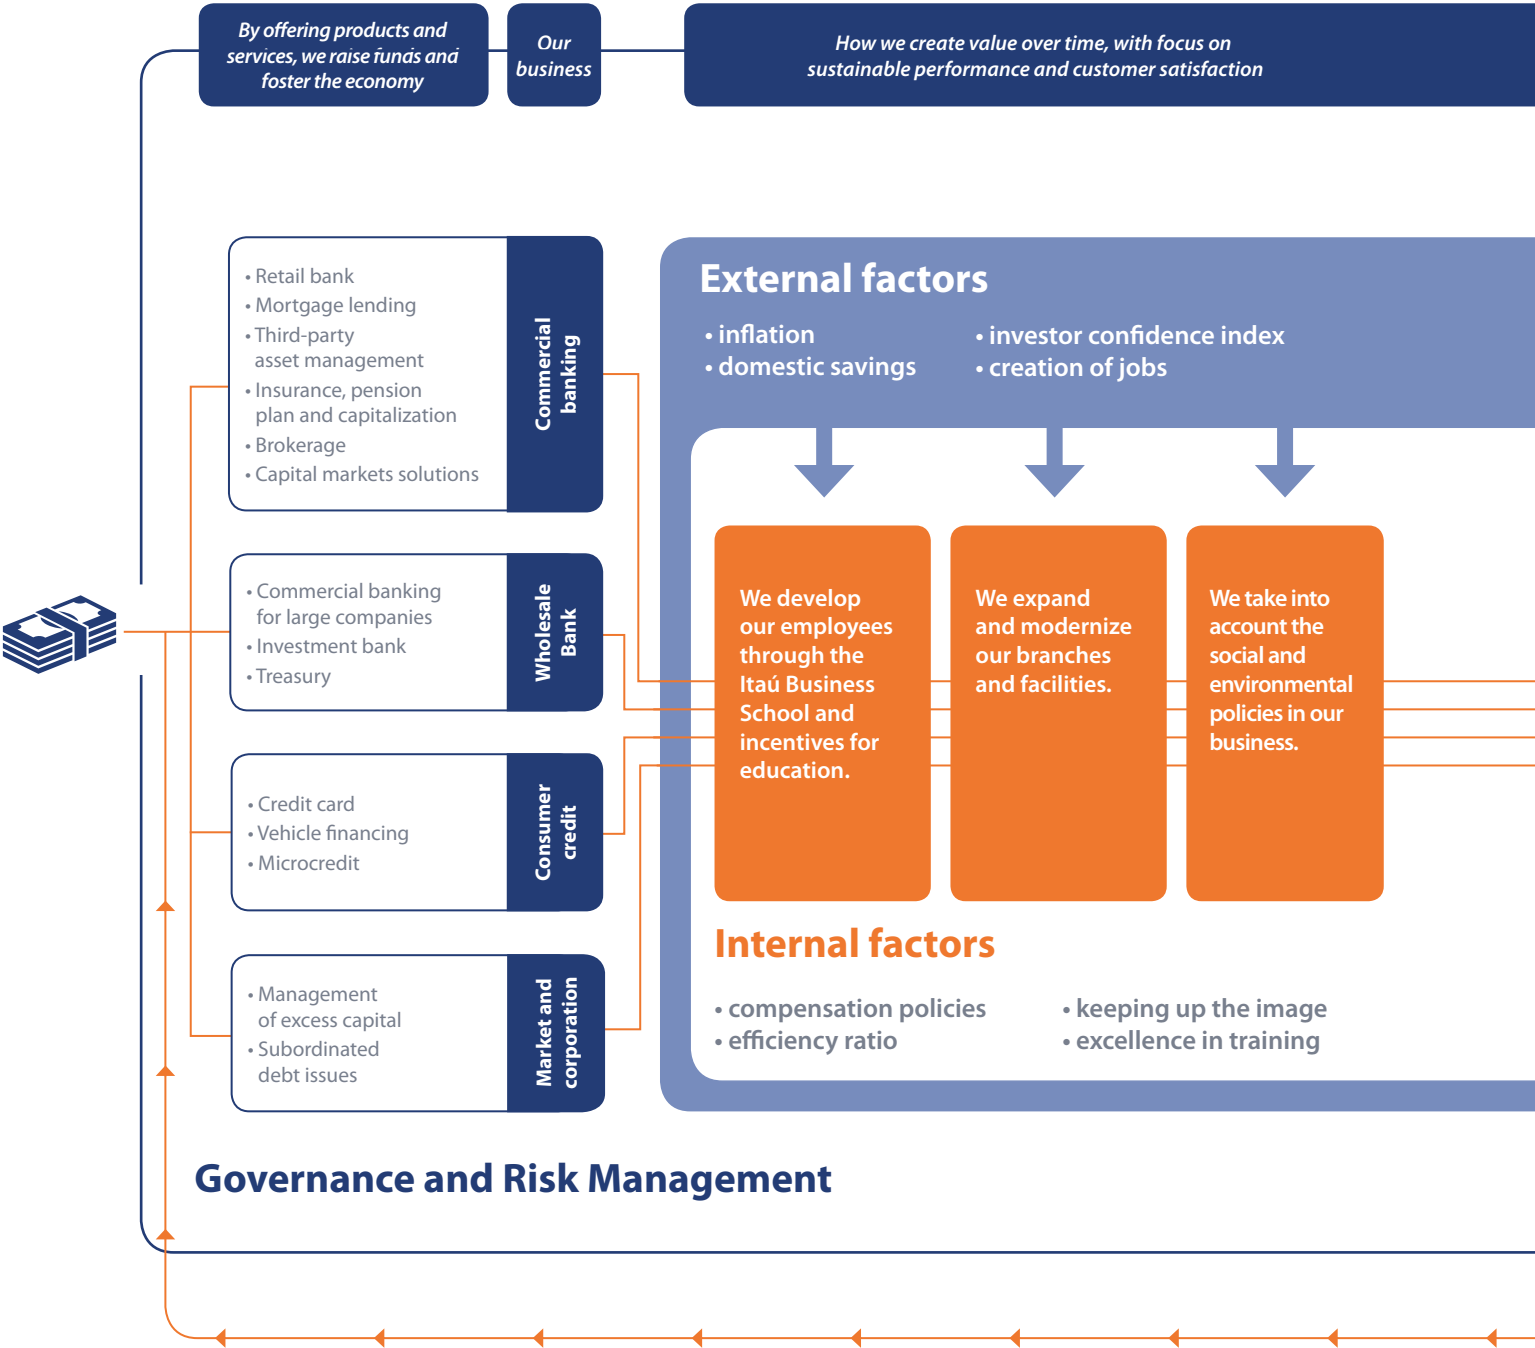 By offering products and
services, we raise funds and
foster the economy
Our
business
How we create value over time, with focus on
sustainable performance and customer satisfaction
• Retail bank
• Mortgage lending
• Third-party
asset management
• Insurance, pension
plan and capitalization
• Brokerage
• Capital markets solutions
Commercial
banking
• Commercial banking
for large companies
• Investment bank
• Treasury
Wholesale
Bank
• Credit card
• Vehicle financing
• Microcredit
Consumer
credit
• Management
of excess capital
• Subordinated
debt issues
Market and
corporation
External factors
• inflation
• domestic savings
• investor confidence index
• creation of jobs
We develop
our employees
through the
Itaú Business
School and
incentives for
education.
We expand
and modernize
our branches
and facilities.
We take into
account the
social and
environmental
policies in our
business.
Internal factors
• compensation policies
• efficiency ratio
• keeping up the image
• excellence in training
Governance and Risk Management